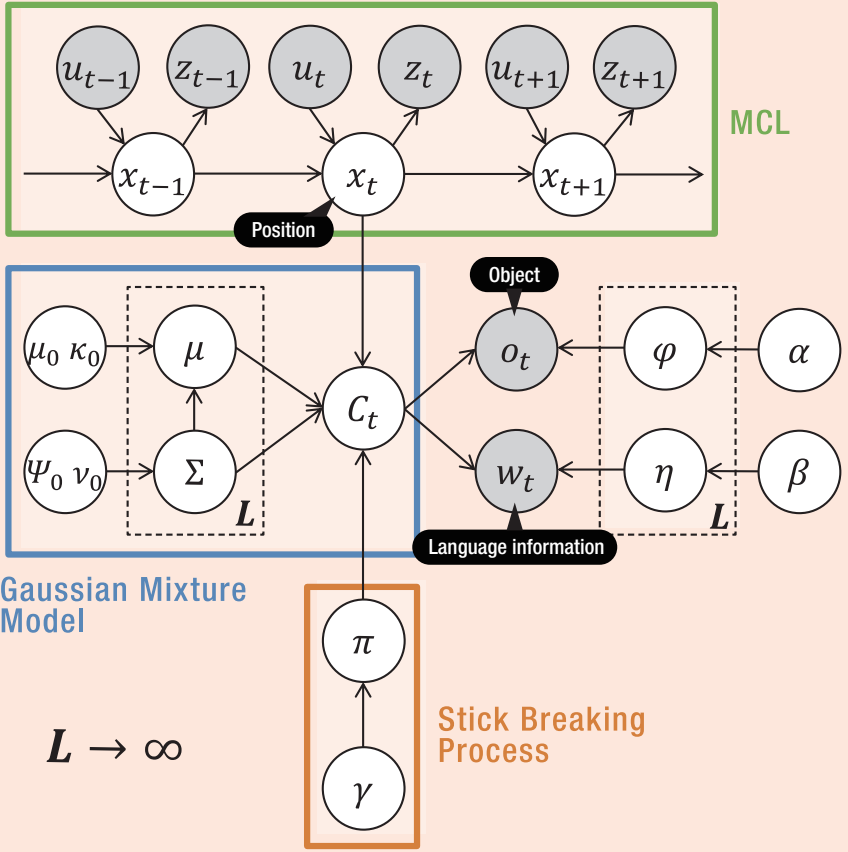 u_{t−1} z_{t−1} u_t z_t u_{t+1} z_{t+1}
MCL
x_{t−1} x_t x_{t+1}
Position
Object
μ_0 κ_0 μ o_t φ α
C_t
Ψ_0 ν_0 Σ w_t η β
L L
Language information
Gaussian Mixture
Model
π
Stick Breaking
Process
L → ∞
γ